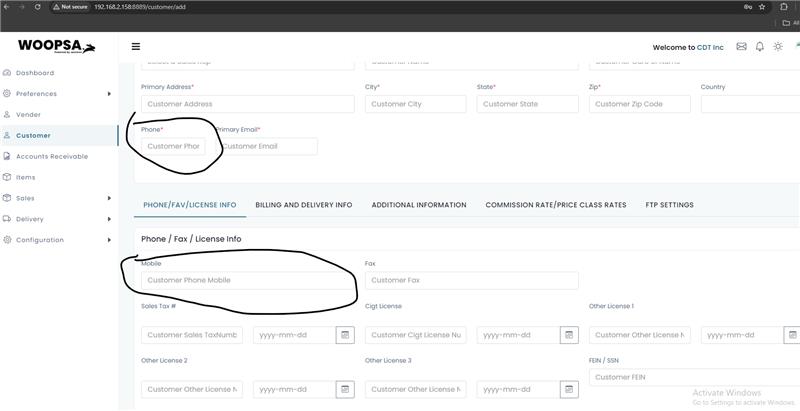 Not secure 192.168.2.158:8889/customer/add
All
WOOPSA
Welcome to CDT Inc
Dashboard
Preferences
Vender
Customer
Accounts Receivable
Items
Sales
Delivery
Configuration
Primary Address* City* State* Zip* Country
Customer Address Customer City Customer State Customer Zip Code
Phone* Primary Email*
Customer Phor Customer Email
PHONE/FAV/LICENSE INFO BILLING AND DELIVERY INFO ADDITIONAL INFORMATION COMMISSION RATE/PRICE CLASS RATES FTP SETTINGS
Phone / Fax / License Info
Mobile Fax
Customer Phone Mobile Customer Fax
Sales Tax # Cigt License Other License 1
Customer Sales TaxNumb yyyy-mm-dd Customer Cigt License Nu yyyy-mm-dd Customer Other License N yyyy-mm-dd
Other License 2 Other License 3 FEIN / SSN
Customer Other License N yyyy-mm-dd Customer Other License N yyyy-mm-dd Customer FEIN
Activate Windows
Go to Settings to activate Windows.